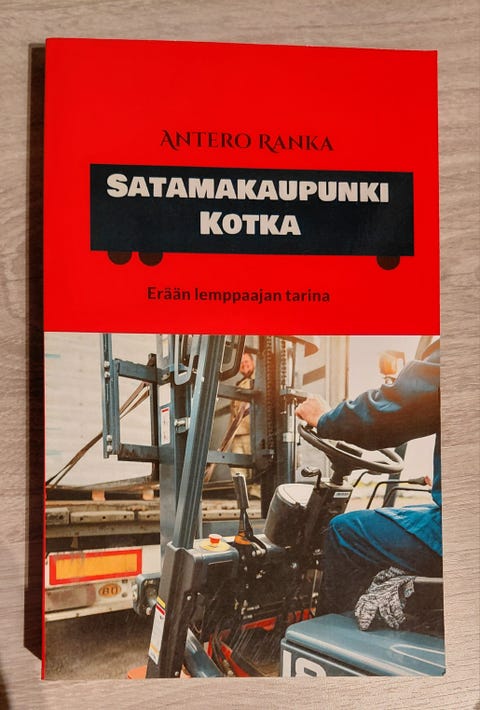 Antero Ranka
Satamakaupunki
Kotka
Erään lemppaajan tarina